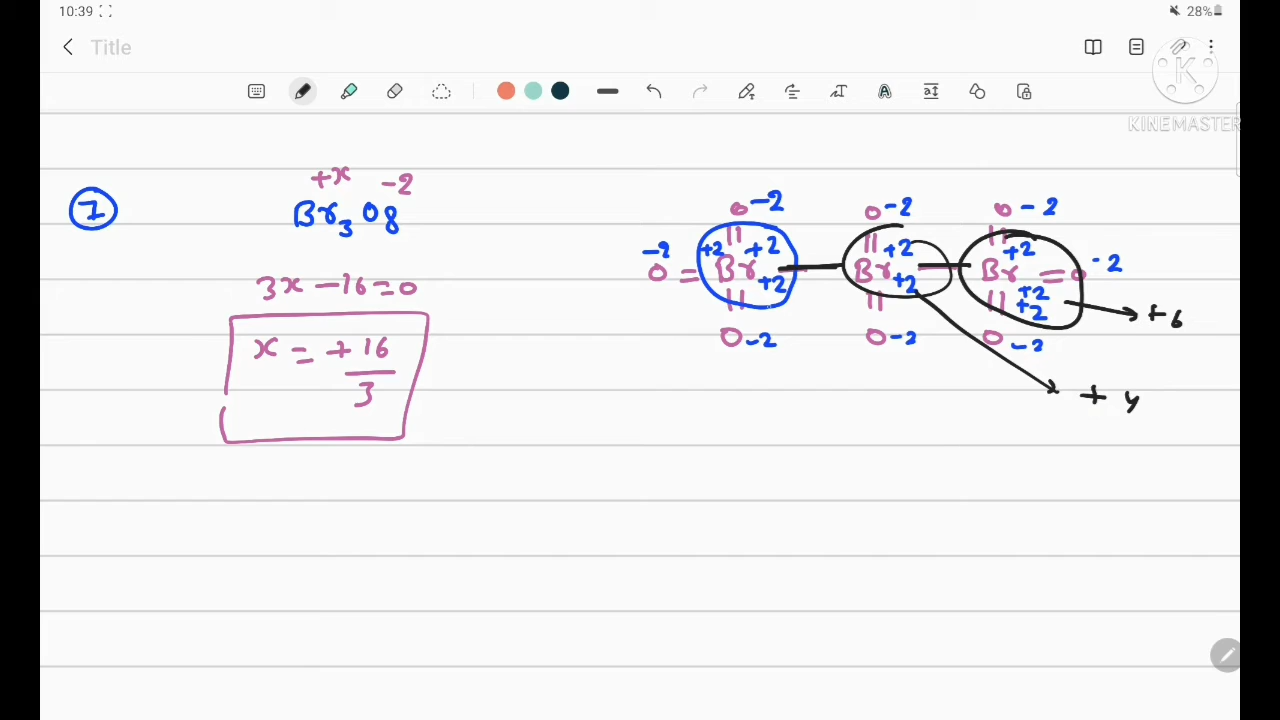 10:39 28%
Title
KINEMASTER
+x -2
1 Br3O8
3x - 16 = 0
x = + 16
3
O -2 O -2 O - 2
-2 +2 +2 +2 +2 -2
O = Br - Br - Br = O
+2 +2 +2
+2 + 6
O -2 O -2 O -2
+ 4